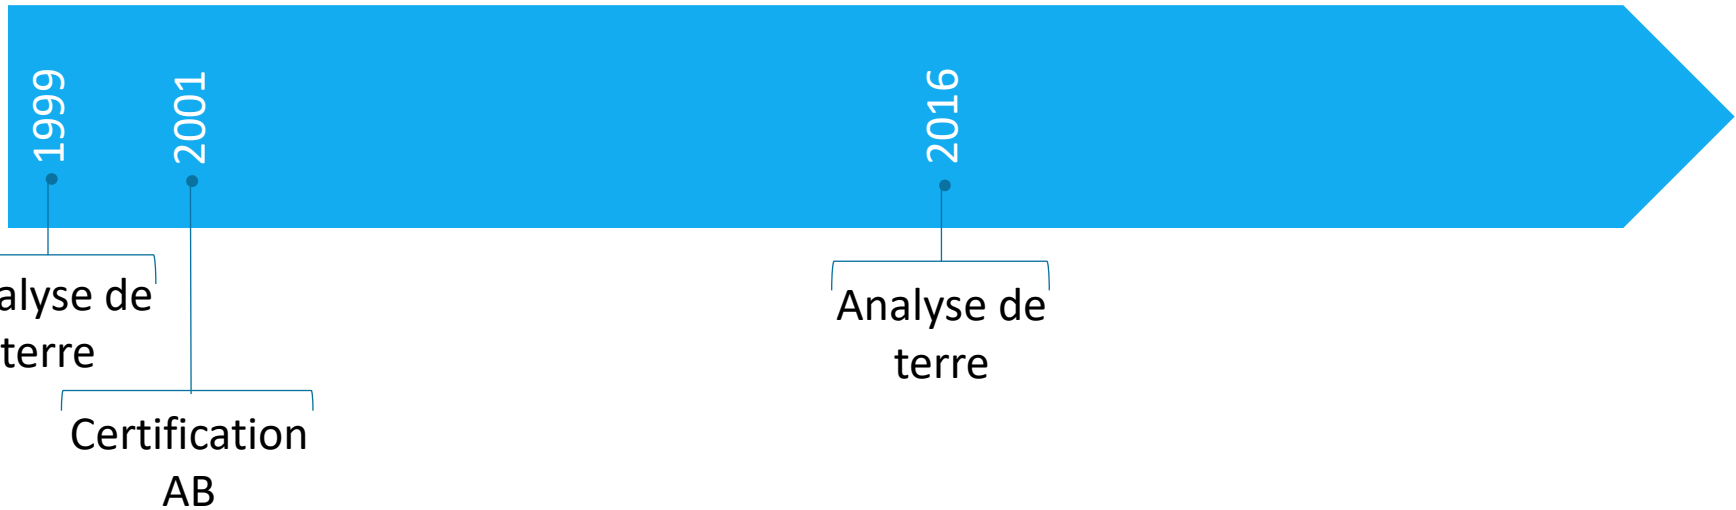 1999
2001
2016
alyse de
terre
Analyse de
terre
Certification
AB